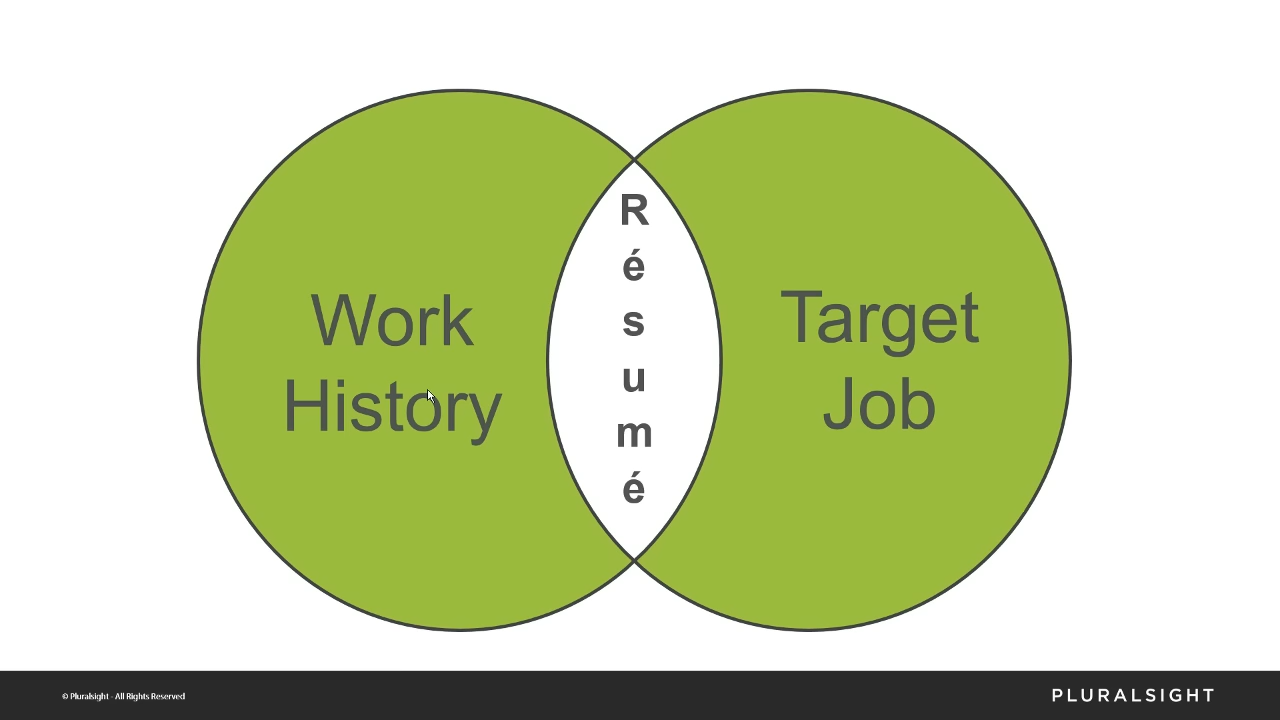 Work
History
R
é
s
u
m
é
Target
Job
© Pluralsight - All Rights Reserved
PLURALSIGHT